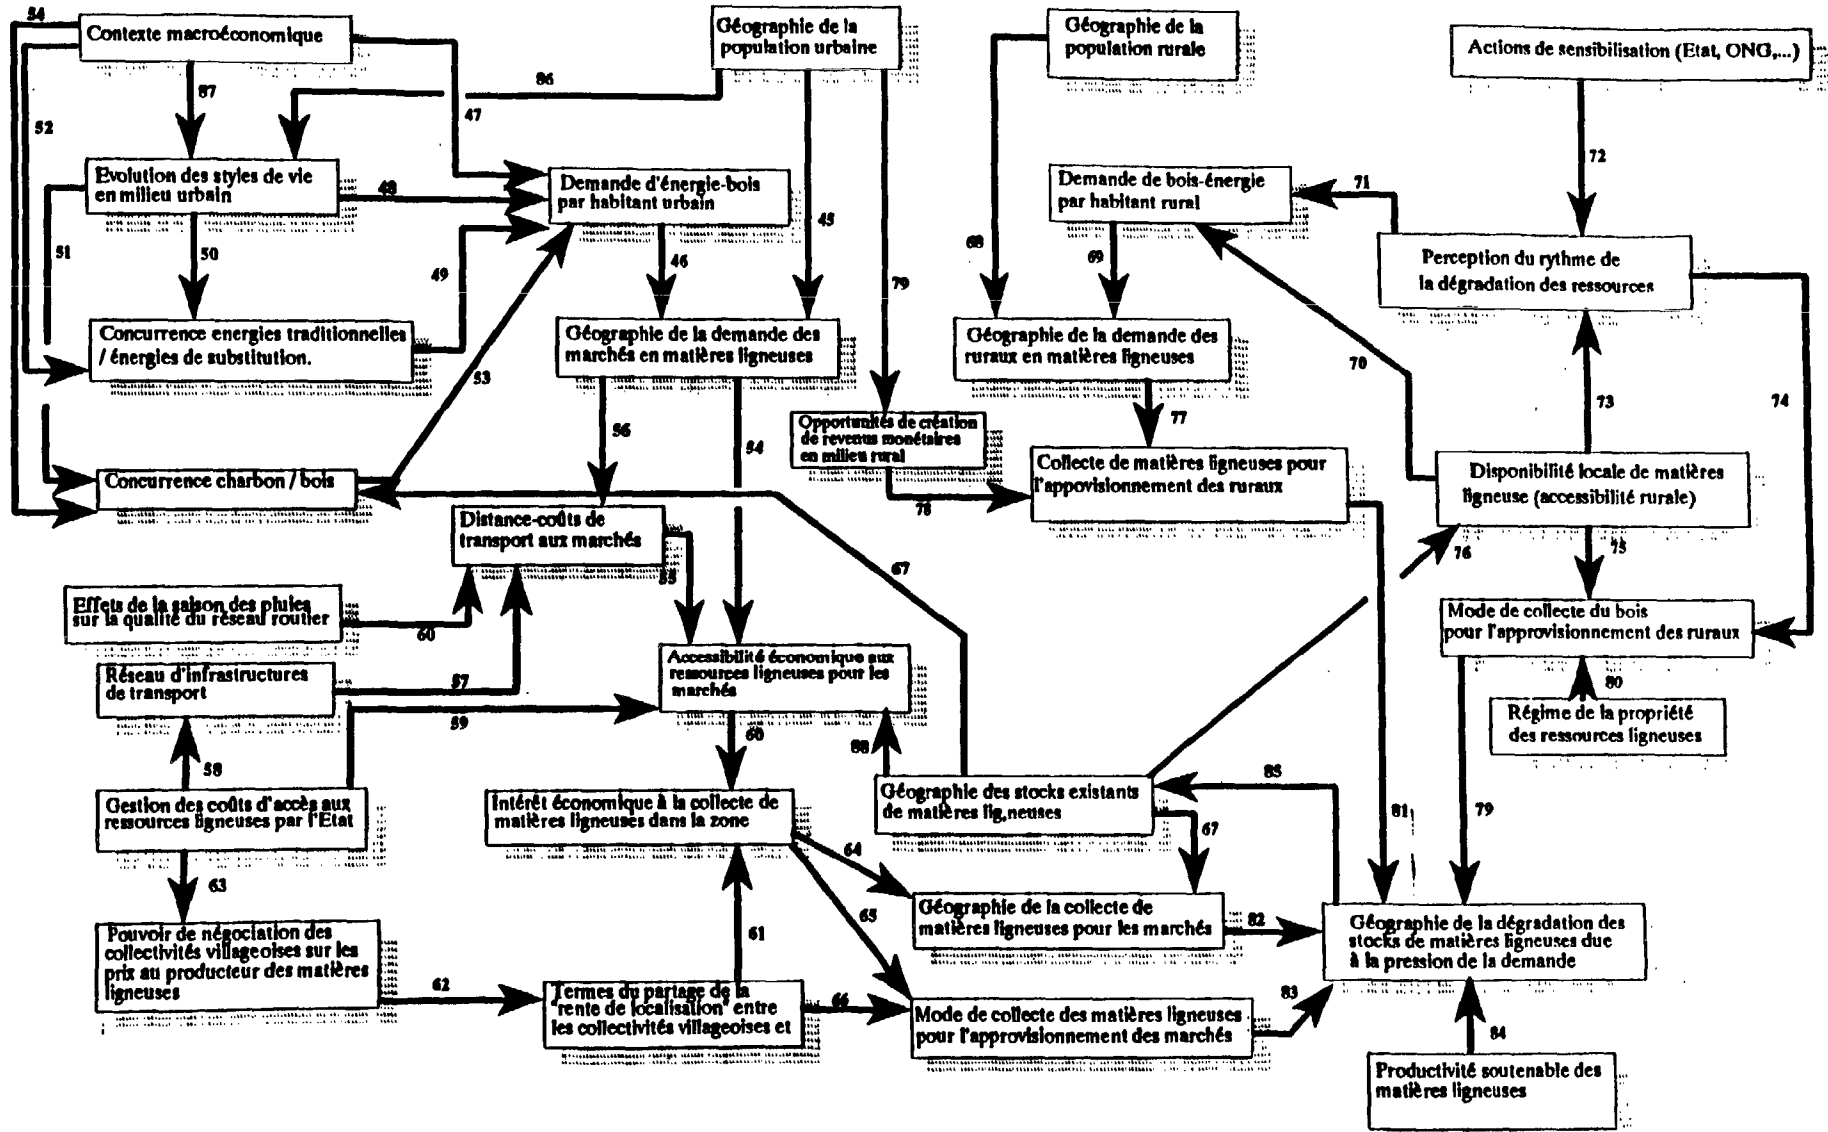 54
Contexte macroéconomique
Géographie de la
population urbaine
Géographie de la
population rurale
Actions de sensibilisation (Etat, ONG,...)
87
86
47
52
72
Evolution des styles de vie
en milieu urbain
48
Demande d'énergie-bois
par habitant urbain
45
Demande de bois-énergie
par habitant rural
71
51
50
49
46
79
68
69
Perception du rythme de
la dégradation des ressources
Concurrence energies traditionnelles
/ énergies de substitution.
Géographie de la demande des
marchés en matières ligneuses
Géographie de la demande des
ruraux en matières ligneuses
70
53
73
74
56
54
77
Opportunités de création
de revenus monétaires
en milieu rural
Collecte de matières ligneuses pour
l'appovisionnement des ruraux
Disponibilité locale de matières
ligneuse (accessibilité rurale)
Concurrence charbon / bois
78
Distance-coûts de
transport aux marchés
76
75
55
67
Effets de la saison des pluies
sur la qualité du réseau routier
60
Mode de collecte du bois
pour l'approvisionnement des ruraux
Réseau d'infrastructures
de transport
57
59
Accessibilité économique aux
ressources ligneuses pour les
marchés
80
Régime de la propriété
des ressources ligneuses
58
60
88
85
Gestion des coûts d'accès aux
ressources ligneuses par l'Etat
Intérêt économique à la collecte de
matières ligneuses dans la zone
Géographie des stocks existants
de matières lig,neuses
67
81
79
64
63
65
Géographie de la collecte de
matières ligneuses pour les marchés
82
Géographie de la dégradation des
stocks de matières ligneuses due
à la pression de la demande
Pouvoir de négociation des
collectivités villageoises sur les
prix au producteur des matières
ligneuses
61
62
Termes du partage de la
"rente de localisation" entre
les collectivités villageoises et
66
Mode de collecte des matières ligneuses
pour l'approvisionnement des marchés
83
84
Productivité soutenable des
matières ligneuses